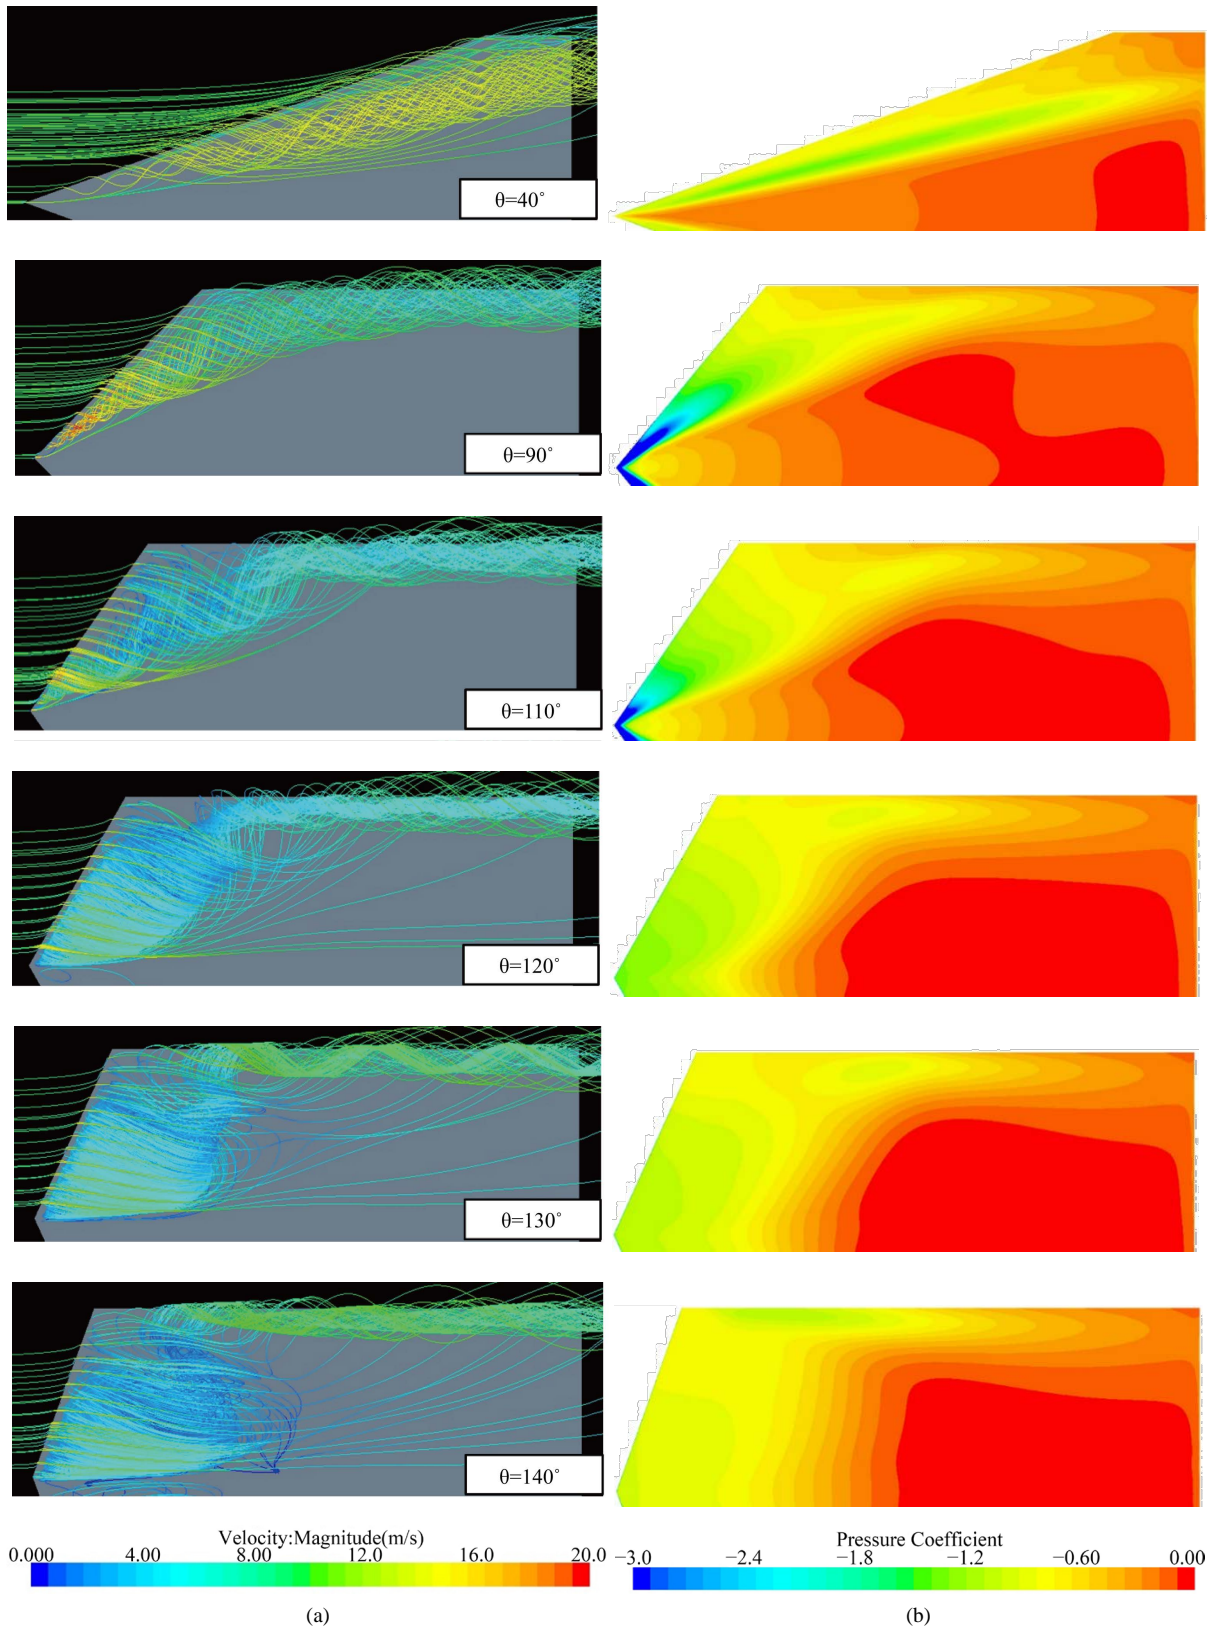 θ=40˚
θ=90˚
θ=110˚
θ=120˚
θ=130˚
θ=140˚
Velocity:Magnitude(m/s)
0.000 4.00 8.00 12.0 16.0 20.0
Pressure Coefficient
−3.0 −2.4 −1.8 −1.2 −0.60 0.00
(a) (b)